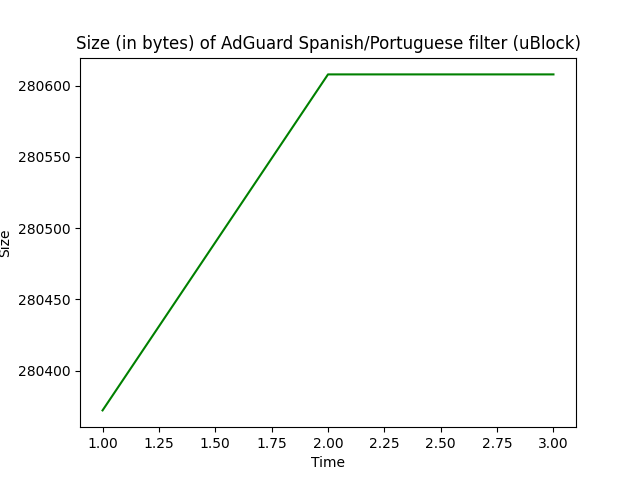 Size (in bytes) of AdGuard Spanish/Portuguese filter (uBlock)
280600
280550
280500
280450
280400
Size
1.00 1.25 1.50 1.75 2.00 2.25 2.50 2.75 3.00
Time